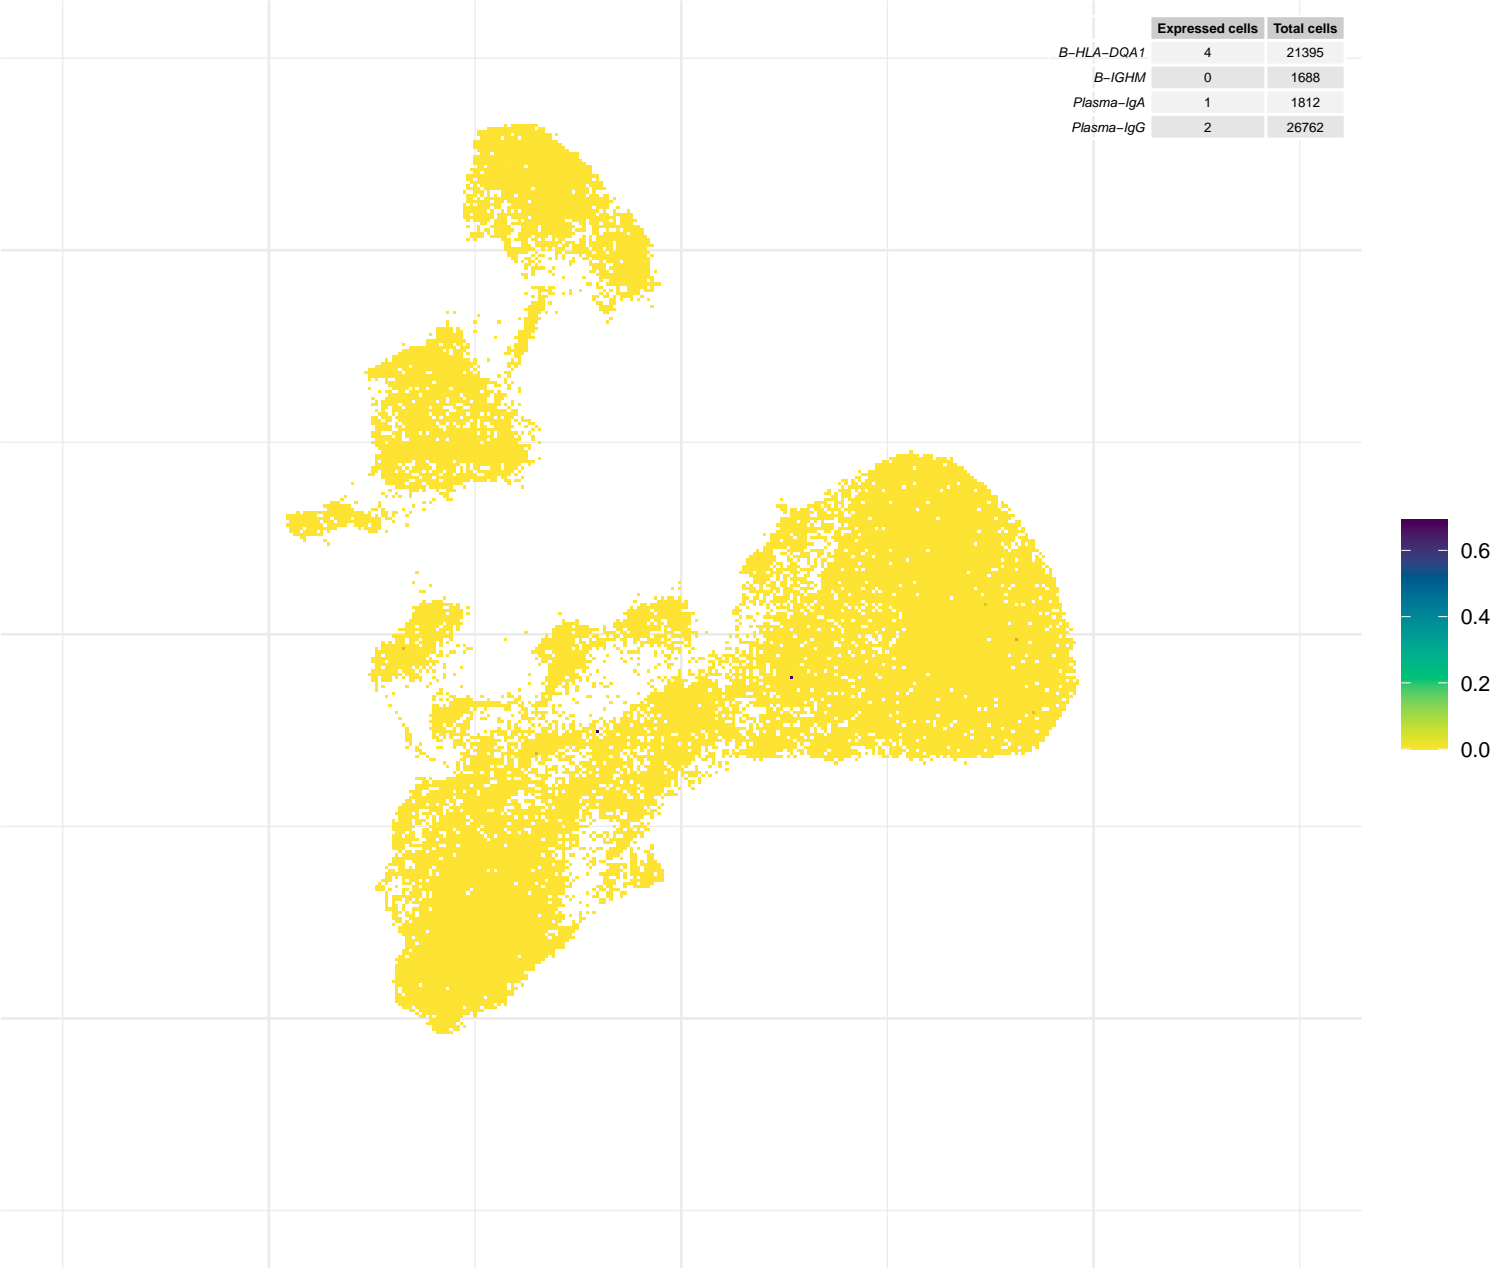 Expressed cells Total cells
B−HLA−DQA1 4 21395
B−IGHM 0 1688
Plasma−IgA 1 1812
Plasma−IgG 2 26762
0.6
0.4
0.2
0.0